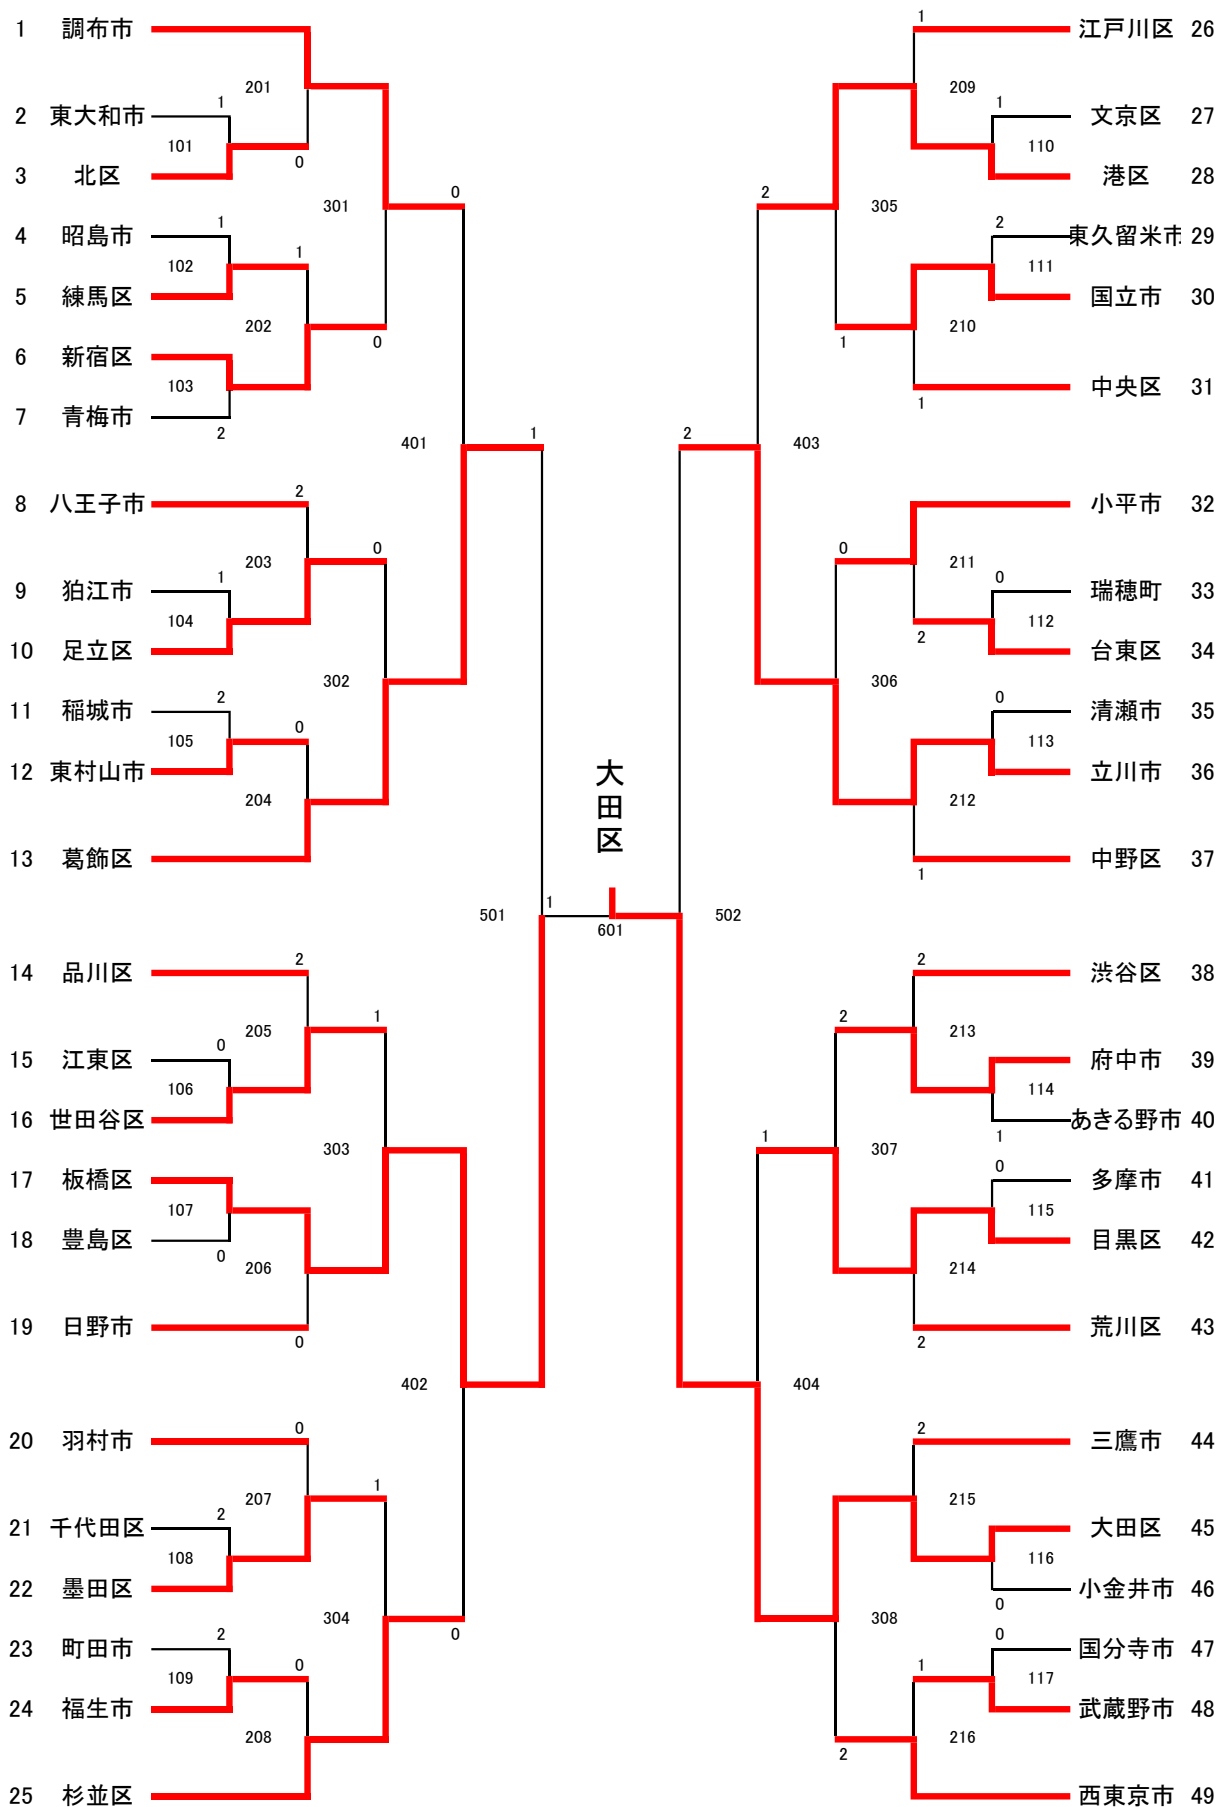 1 調布市
201
2 東大和市 1
101
3 北区 0
301 0
4 昭島市 1
102 1
5 練馬区
202 0
6 新宿区
103
7 青梅市 2
401 1
8 八王子市 2
203 0
9 狛江市 1
104
10 足立区
302
11 稲城市 2
105 0
12 東村山市
204
13 葛飾区
501 1
14 品川区 2
205 1
15 江東区 0
106
16 世田谷区
303
17 板橋区
107
18 豊島区 0
206
19 日野市 0
402
20 羽村市 0
207 1
21 千代田区 2
108
22 墨田区
304 0
23 町田市 2
109 0
24 福生市
208
25 杉並区
大田区
601
1 江戸川区 26
209
1 文京区 27
110
港区 28
2 305
2 東久留米市 29
111
国立市 30
1 210
1 中央区 31
2 403
小平市 32
0 211
0 瑞穂町 33
112
2 台東区 34
306
0 清瀬市 35
113
立川市 36
212
1 中野区 37
502
2 渋谷区 38
2 213
府中市 39
114
1 あきる野市 40
1 307
0 多摩市 41
115
目黒区 42
214
2 荒川区 43
404
2 三鷹市 44
215
大田区 45
116
0 小金井市 46
308
0 国分寺市 47
1 117
武蔵野市 48
2 216
西東京市 49